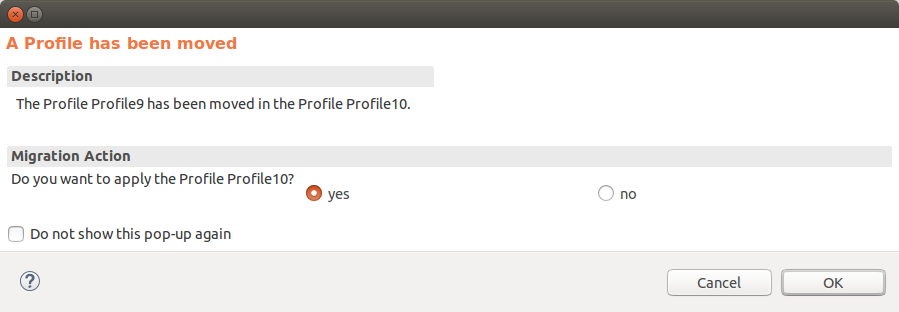 A Profile has been moved
Description
The Profile Profile9 has been moved in the Profile Profile10.
Migration Action
Do you want to apply the Profile Profile10?
yes
no
Do not show this pop-up again
?
Cancel
OK